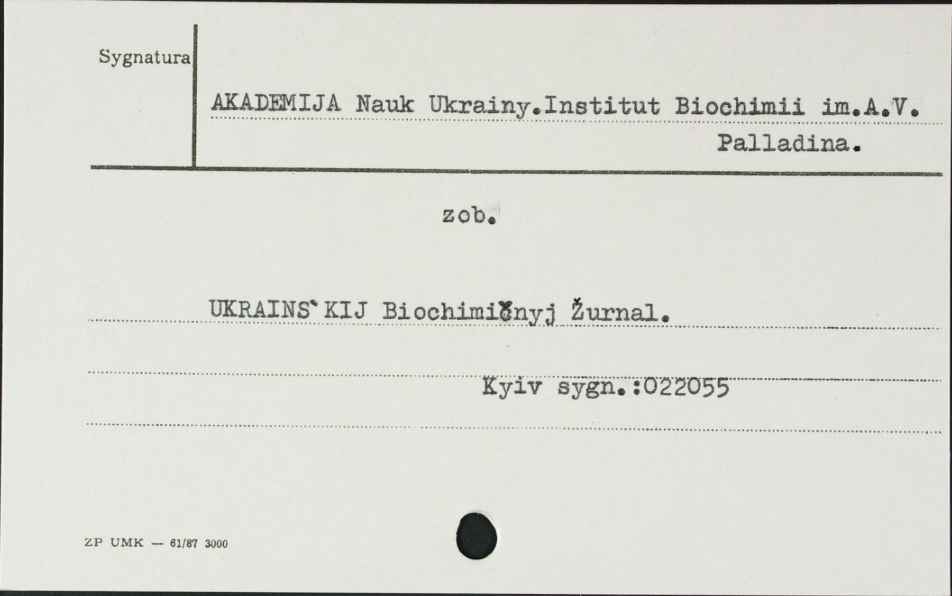 Sygnatura
AKADEMIJA Nauk Ukrainy.Institut Biochimii im.A.V.
Palladina.
zob.
UKRAINS`KIJ Biochimičnyj Žurnal.
Kyiv sygn.:022055
ZP UMK — 61/87 3000